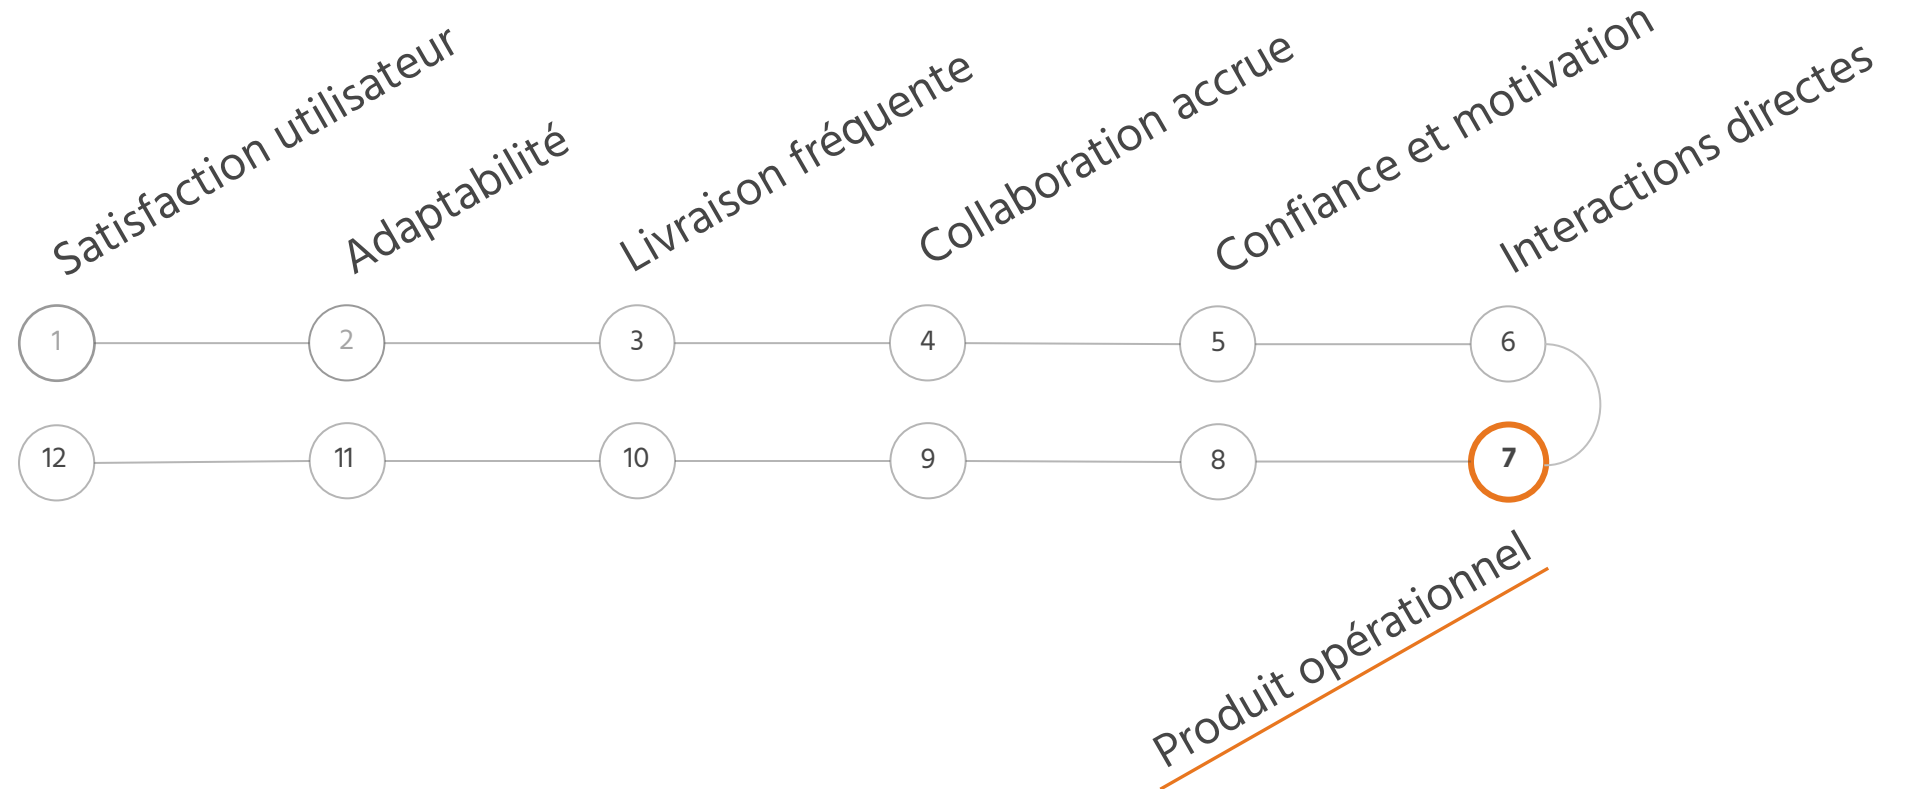 Satisfaction utilisateur
Adaptabilité
Livraison fréquente
Collaboration accrue
Confiance et motivation
Interactions directes
1
2
3
4
5
6
12
11
10
9
8
7
Produit opérationnel